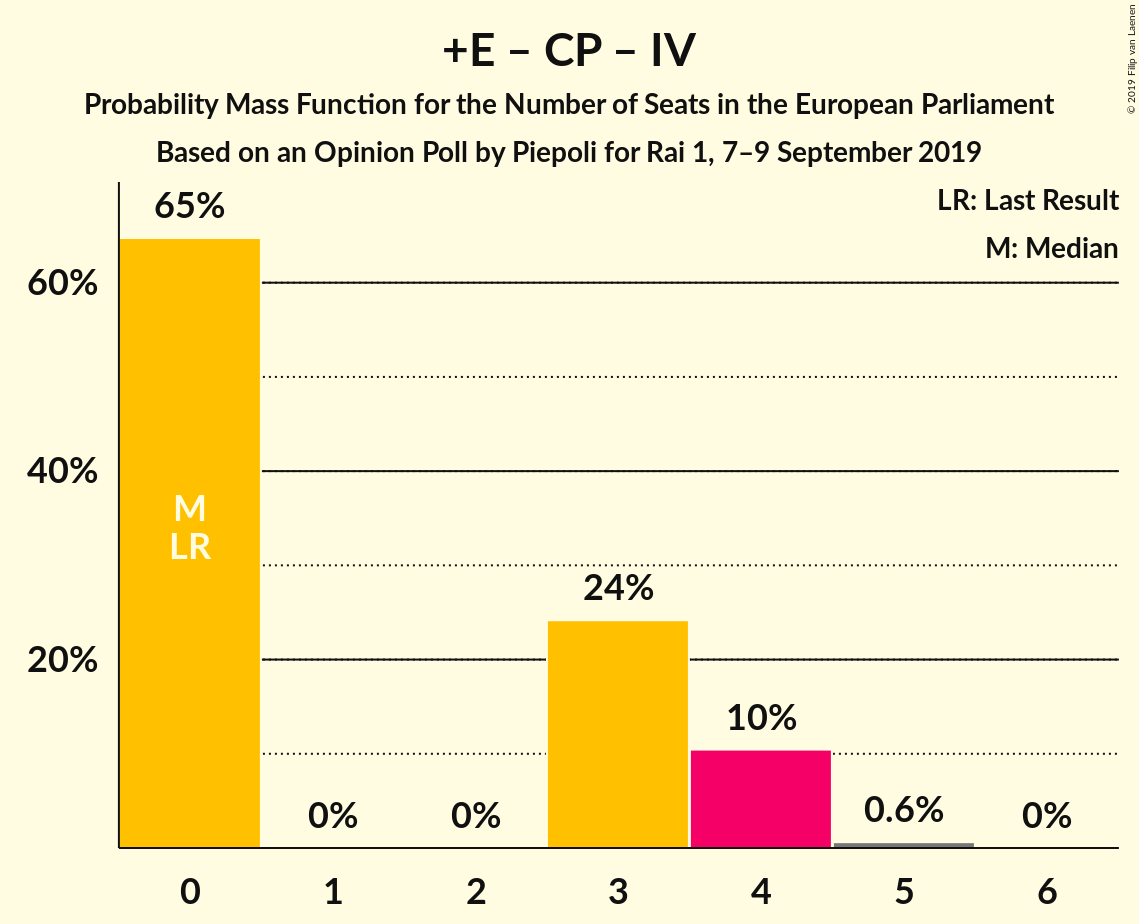 +E – CP – IV
Probability Mass Function for the Number of Seats in the European Parliament
Based on an Opinion Poll by Piepoli for Rai 1, 7–9 September 2019
© 2019 Filip van Laenen
LR: Last Result
M: Median
65%
60%
40%
20%
M
LR
0%
0%
24%
10%
0.6%
0%
0
1
2
3
4
5
6